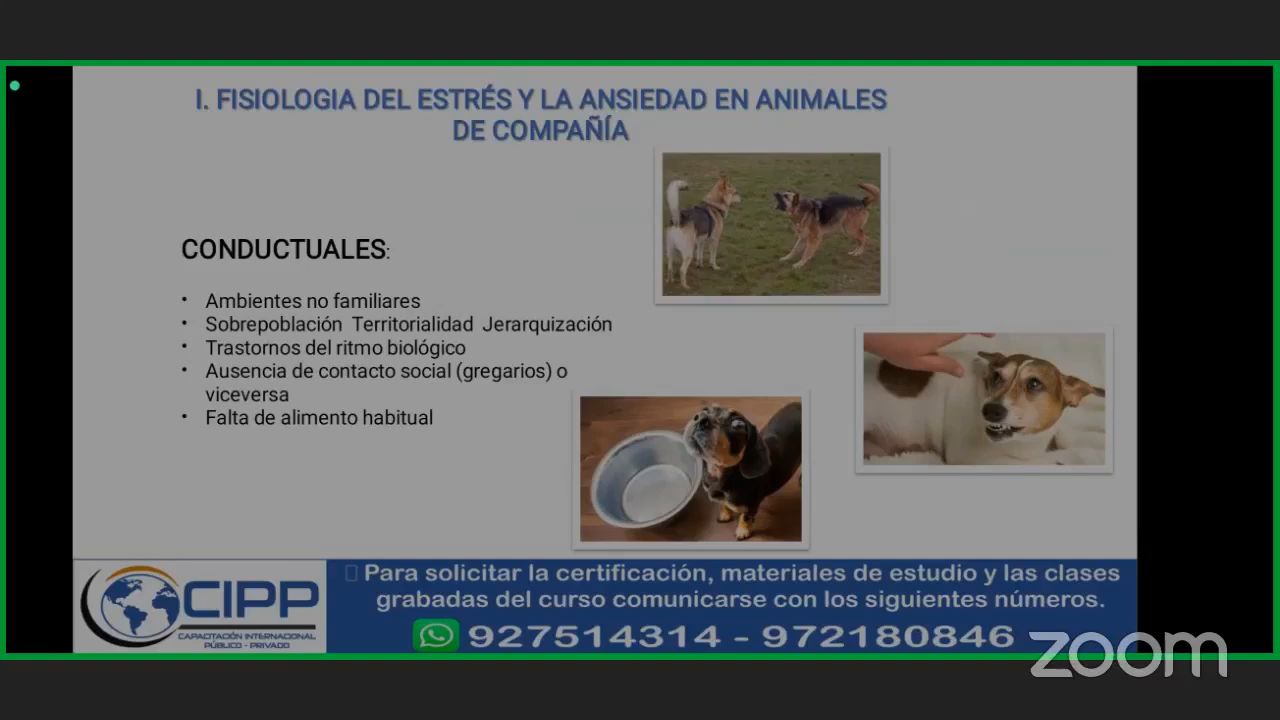 I. FISIOLOGIA DEL ESTRÉS Y LA ANSIEDAD EN ANIMALES
DE COMPAÑÍA
CONDUCTUALES:
• Ambientes no familiares
• Sobrepoblación Territorialidad Jerarquización
• Trastornos del ritmo biológico
• Ausencia de contacto social (gregarios) o
viceversa
• Falta de alimento habitual
CIPP
CAPACITACIÓN INTERNACIONAL
PÚBLICO - PRIVADO
Para solicitar la certificación, materiales de estudio y las clases
grabadas del curso comunicarse con los siguientes números.
927514314 - 972180846
zoom